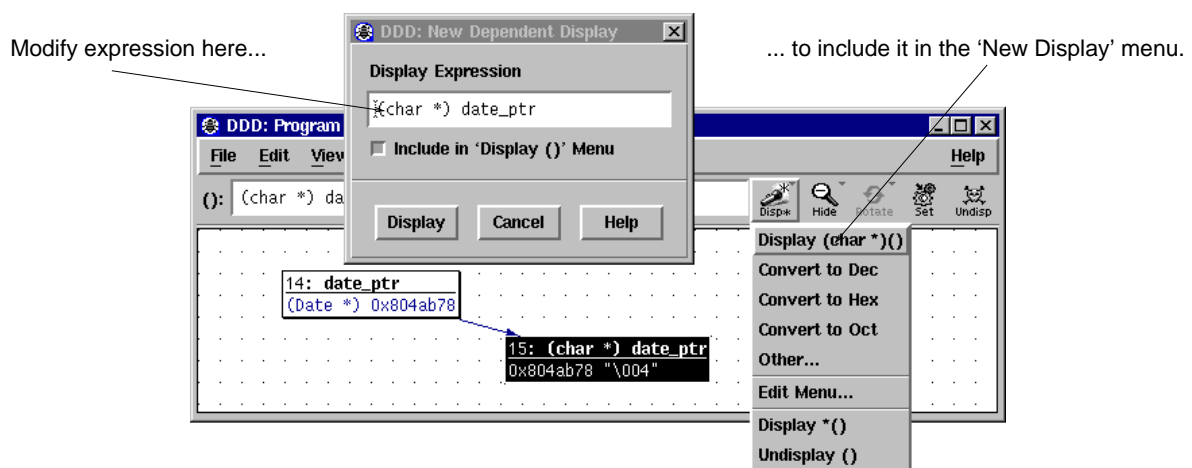 Modify expression here...
... to include it in the ‘New Display’ menu.
DDD: New Dependent Display
Display Expression
(char *) date_ptr
Include in ‘Display ()’ Menu
Display Cancel Help
DDD: Program
File Edit View Help
(): (char *) da
Disp* Hide Rotate Set Undisp
Display (char *)()
Convert to Dec
Convert to Hex
Convert to Oct
Other...
Edit Menu...
Display *()
Undisplay ()
14: date_ptr
(Date *) 0x804ab78
15: (char *) date_ptr
0x804ab78 "\004"